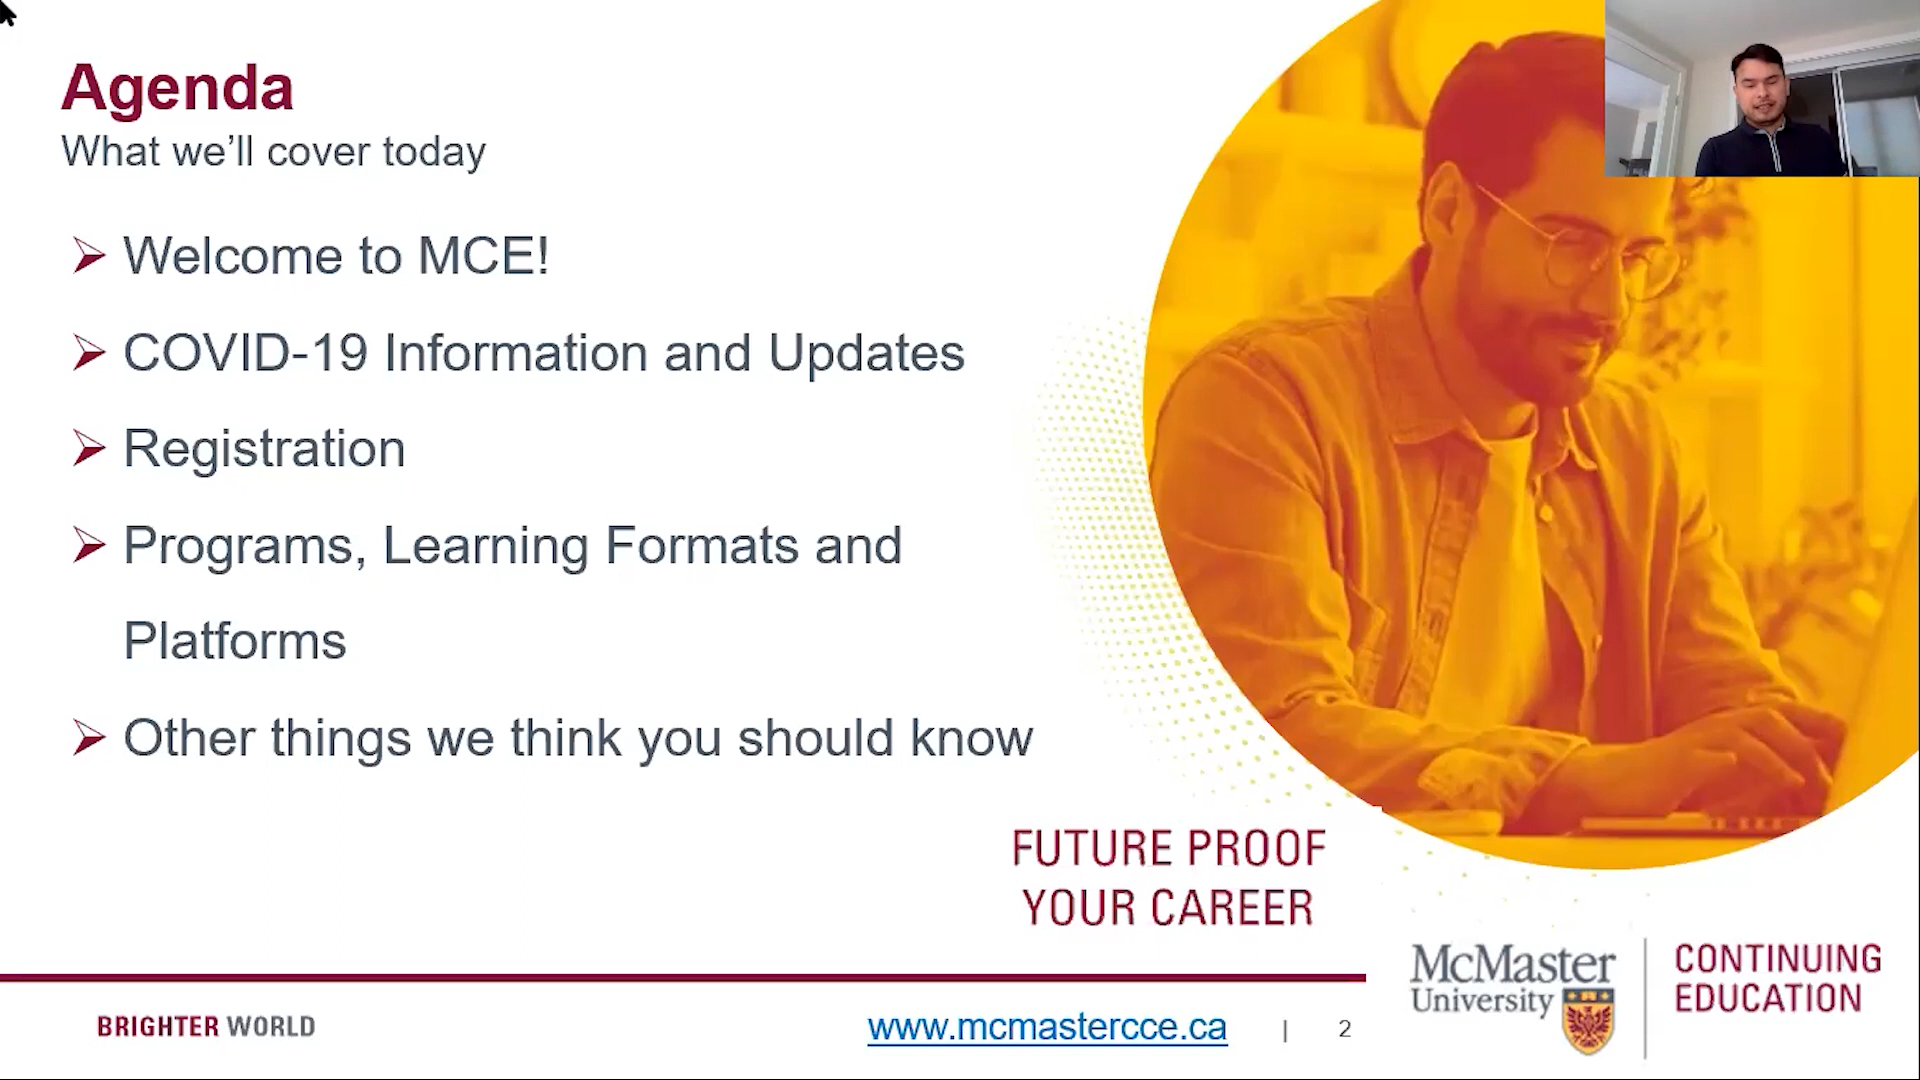 Agenda
What we'll cover today
Welcome to MCE!
COVID-19 Information and Updates
Registration
Programs, Learning Formats and
Platforms
Other things we think you should know
FUTURE PROOF
YOUR CAREER
BRIGHTER WORLD
www.mcmastercce.ca | 2
McMaster
University
CONTINUING
EDUCATION